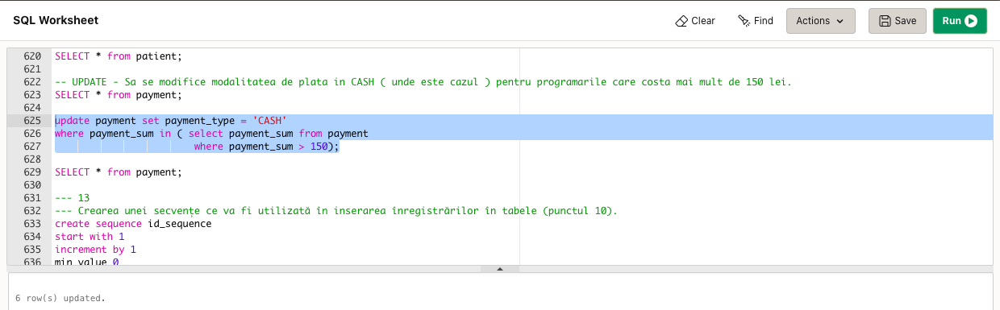 SQL Worksheet
Clear Find Actions Save Run
620 SELECT * from patient;
621
622 -- UPDATE - Sa se modifice modalitatea de plata in CASH ( unde este cazul ) pentru programarile care costa mai mult de 150 lei.
623 SELECT * from payment;
624
625 update payment set payment_type = 'CASH'
626 where payment_sum in ( select payment_sum from payment
627 where payment_sum > 150);
628
629 SELECT * from payment;
630
631 --- 13
632 --- Crearea unei secvențe ce va fi utilizată în inserarea înregistrărilor în tabele (punctul 10).
633 create sequence id_sequence
634 start with 1
635 increment by 1
636 min value 0
6 row(s) updated.